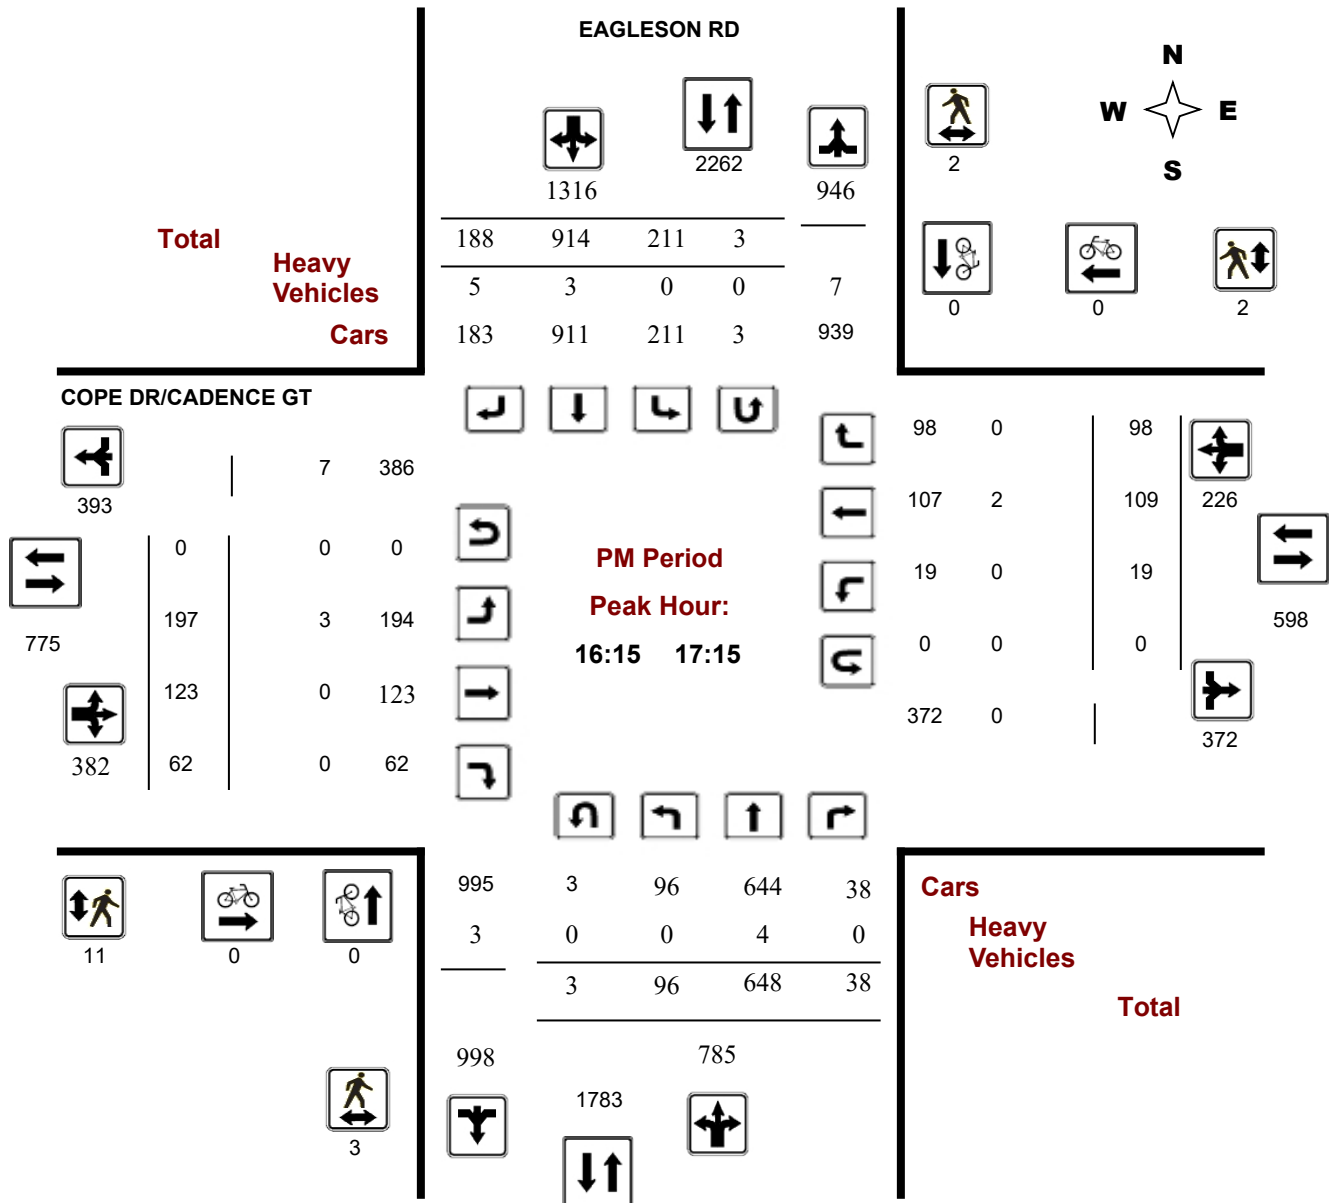 EAGLESON RD
N
W E
S
2262
2
1316
946
188 914 211 3
Total
Heavy
Vehicles
5 3 0 0 7
0 0 2
Cars
183 911 211 3 939
COPE DR/CADENCE GT
98 0 98
7 386
393
107 2 109 226
0 0 0
PM Period
19 0 19
Peak Hour:
197 3 194
598
775
16:15 17:15
0 0 0
123 0 123
372 0
372
382 62 0 62
995 3 96 644 38
Cars
3 0 0 4 0
Heavy
Vehicles
11 0 0
3 96 648 38
Total
998 785
1783
3